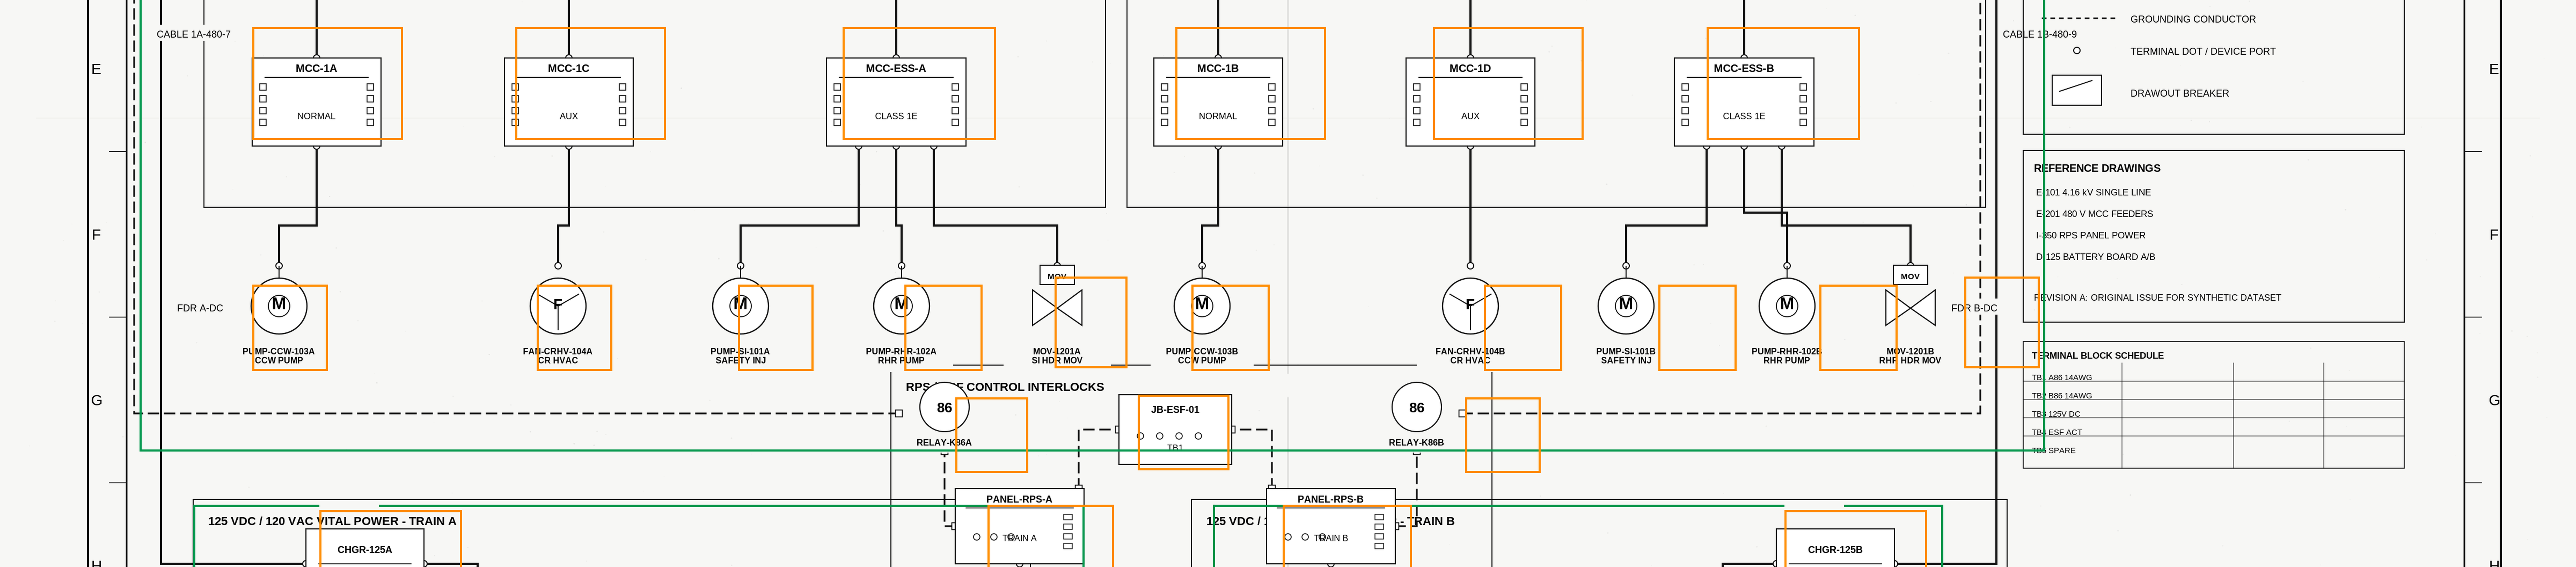 CABLE 1A-480-7
CABLE 1B-480-9
GROUNDING CONDUCTOR
TERMINAL DOT / DEVICE PORT
DRAWOUT BREAKER
E
E
MCC-1A
NORMAL
MCC-1C
AUX
MCC-ESS-A
CLASS 1E
MCC-1B
NORMAL
MCC-1D
AUX
MCC-ESS-B
CLASS 1E
REFERENCE DRAWINGS
E-101 4.16 kV SINGLE LINE
E-201 480 V MCC FEEDERS
I-350 RPS PANEL POWER
D-125 BATTERY BOARD A/B
REVISION A: ORIGINAL ISSUE FOR SYNTHETIC DATASET
F
F
FDR A-DC
M
PUMP-CCW-103A
CCW PUMP
F
FAN-CRHV-104A
CR HVAC
M
PUMP-SI-101A
SAFETY INJ
M
PUMP-RHR-102A
RHR PUMP
MOV
MOV-1201A
SI HDR MOV
M
PUMP-CCW-103B
CCW PUMP
F
FAN-CRHV-104B
CR HVAC
M
PUMP-SI-101B
SAFETY INJ
M
PUMP-RHR-102B
RHR PUMP
MOV
MOV-1201B
RHR HDR MOV
FDR B-DC
TERMINAL BLOCK SCHEDULE
TB1 A86 14AWG
TB2 B86 14AWG
TB3 125V DC
TB4 ESF ACT
TB5 SPARE
G
G
CONTROL INTERLOCKS
86
RELAY-K86A
JB-ESF-01
TB1
86
RELAY-K86B
125 VDC / 120 VAC VITAL POWER - TRAIN A
CHGR-125A
PANEL-RPS-A
TRAIN A
125 VDC /
- TRAIN B
PANEL-RPS-B
TRAIN B
CHGR-125B
H
H